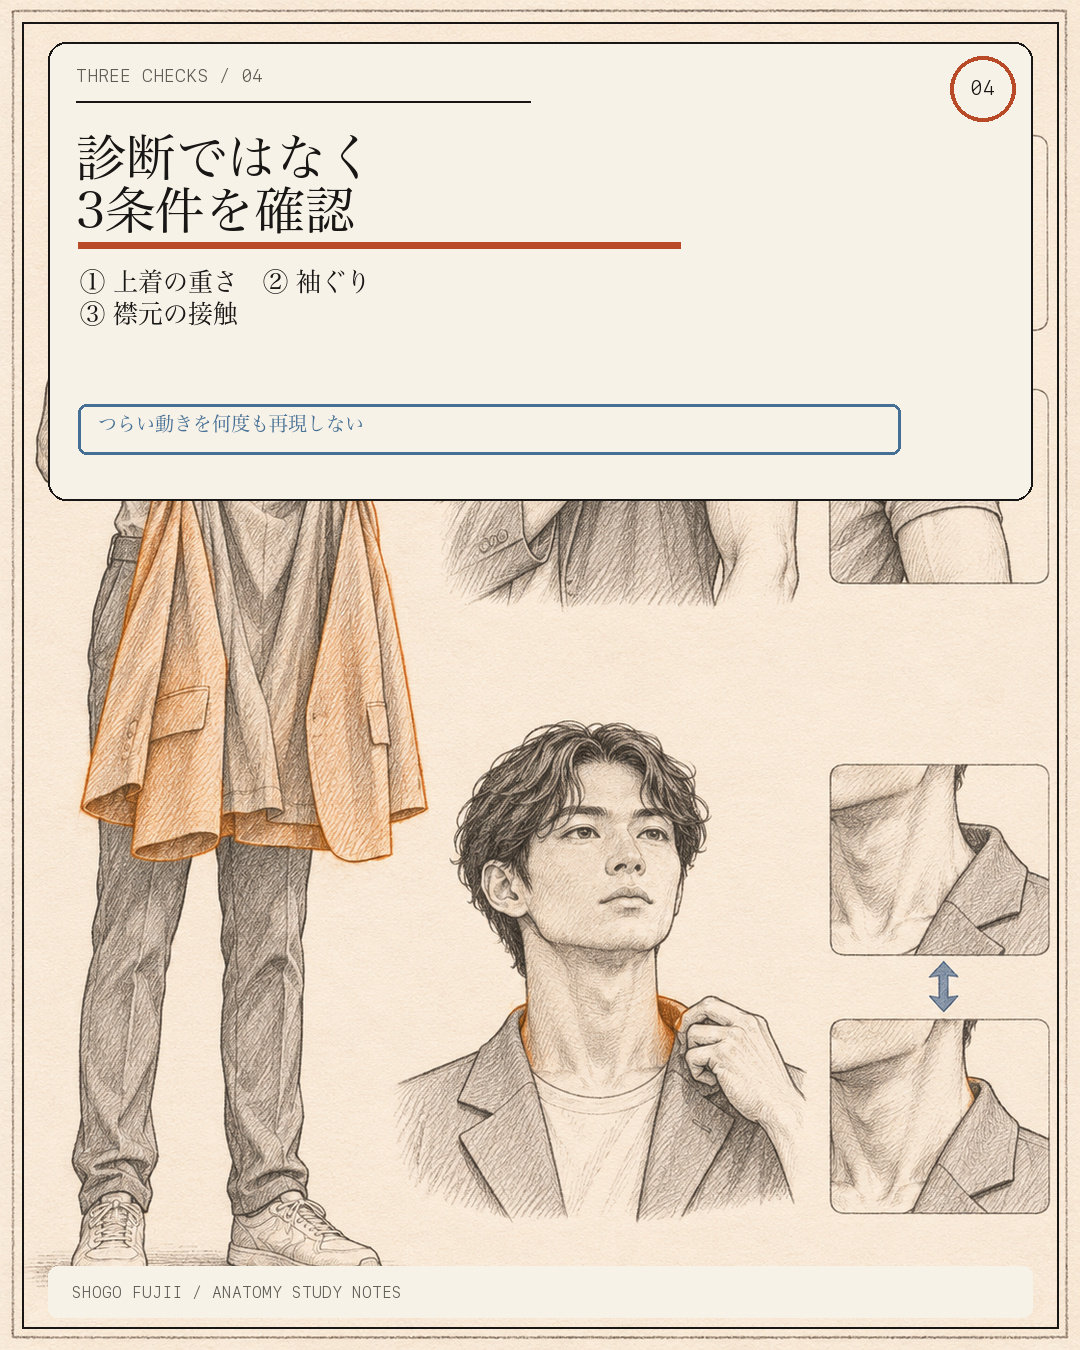 THREE CHECKS / 04
04
診断ではなく
3条件を確認
① 上着の重さ　② 袖ぐり
③ 襟元の接触
つらい動きを何度も再現しない
SHOGO FUJII / ANATOMY STUDY NOTES